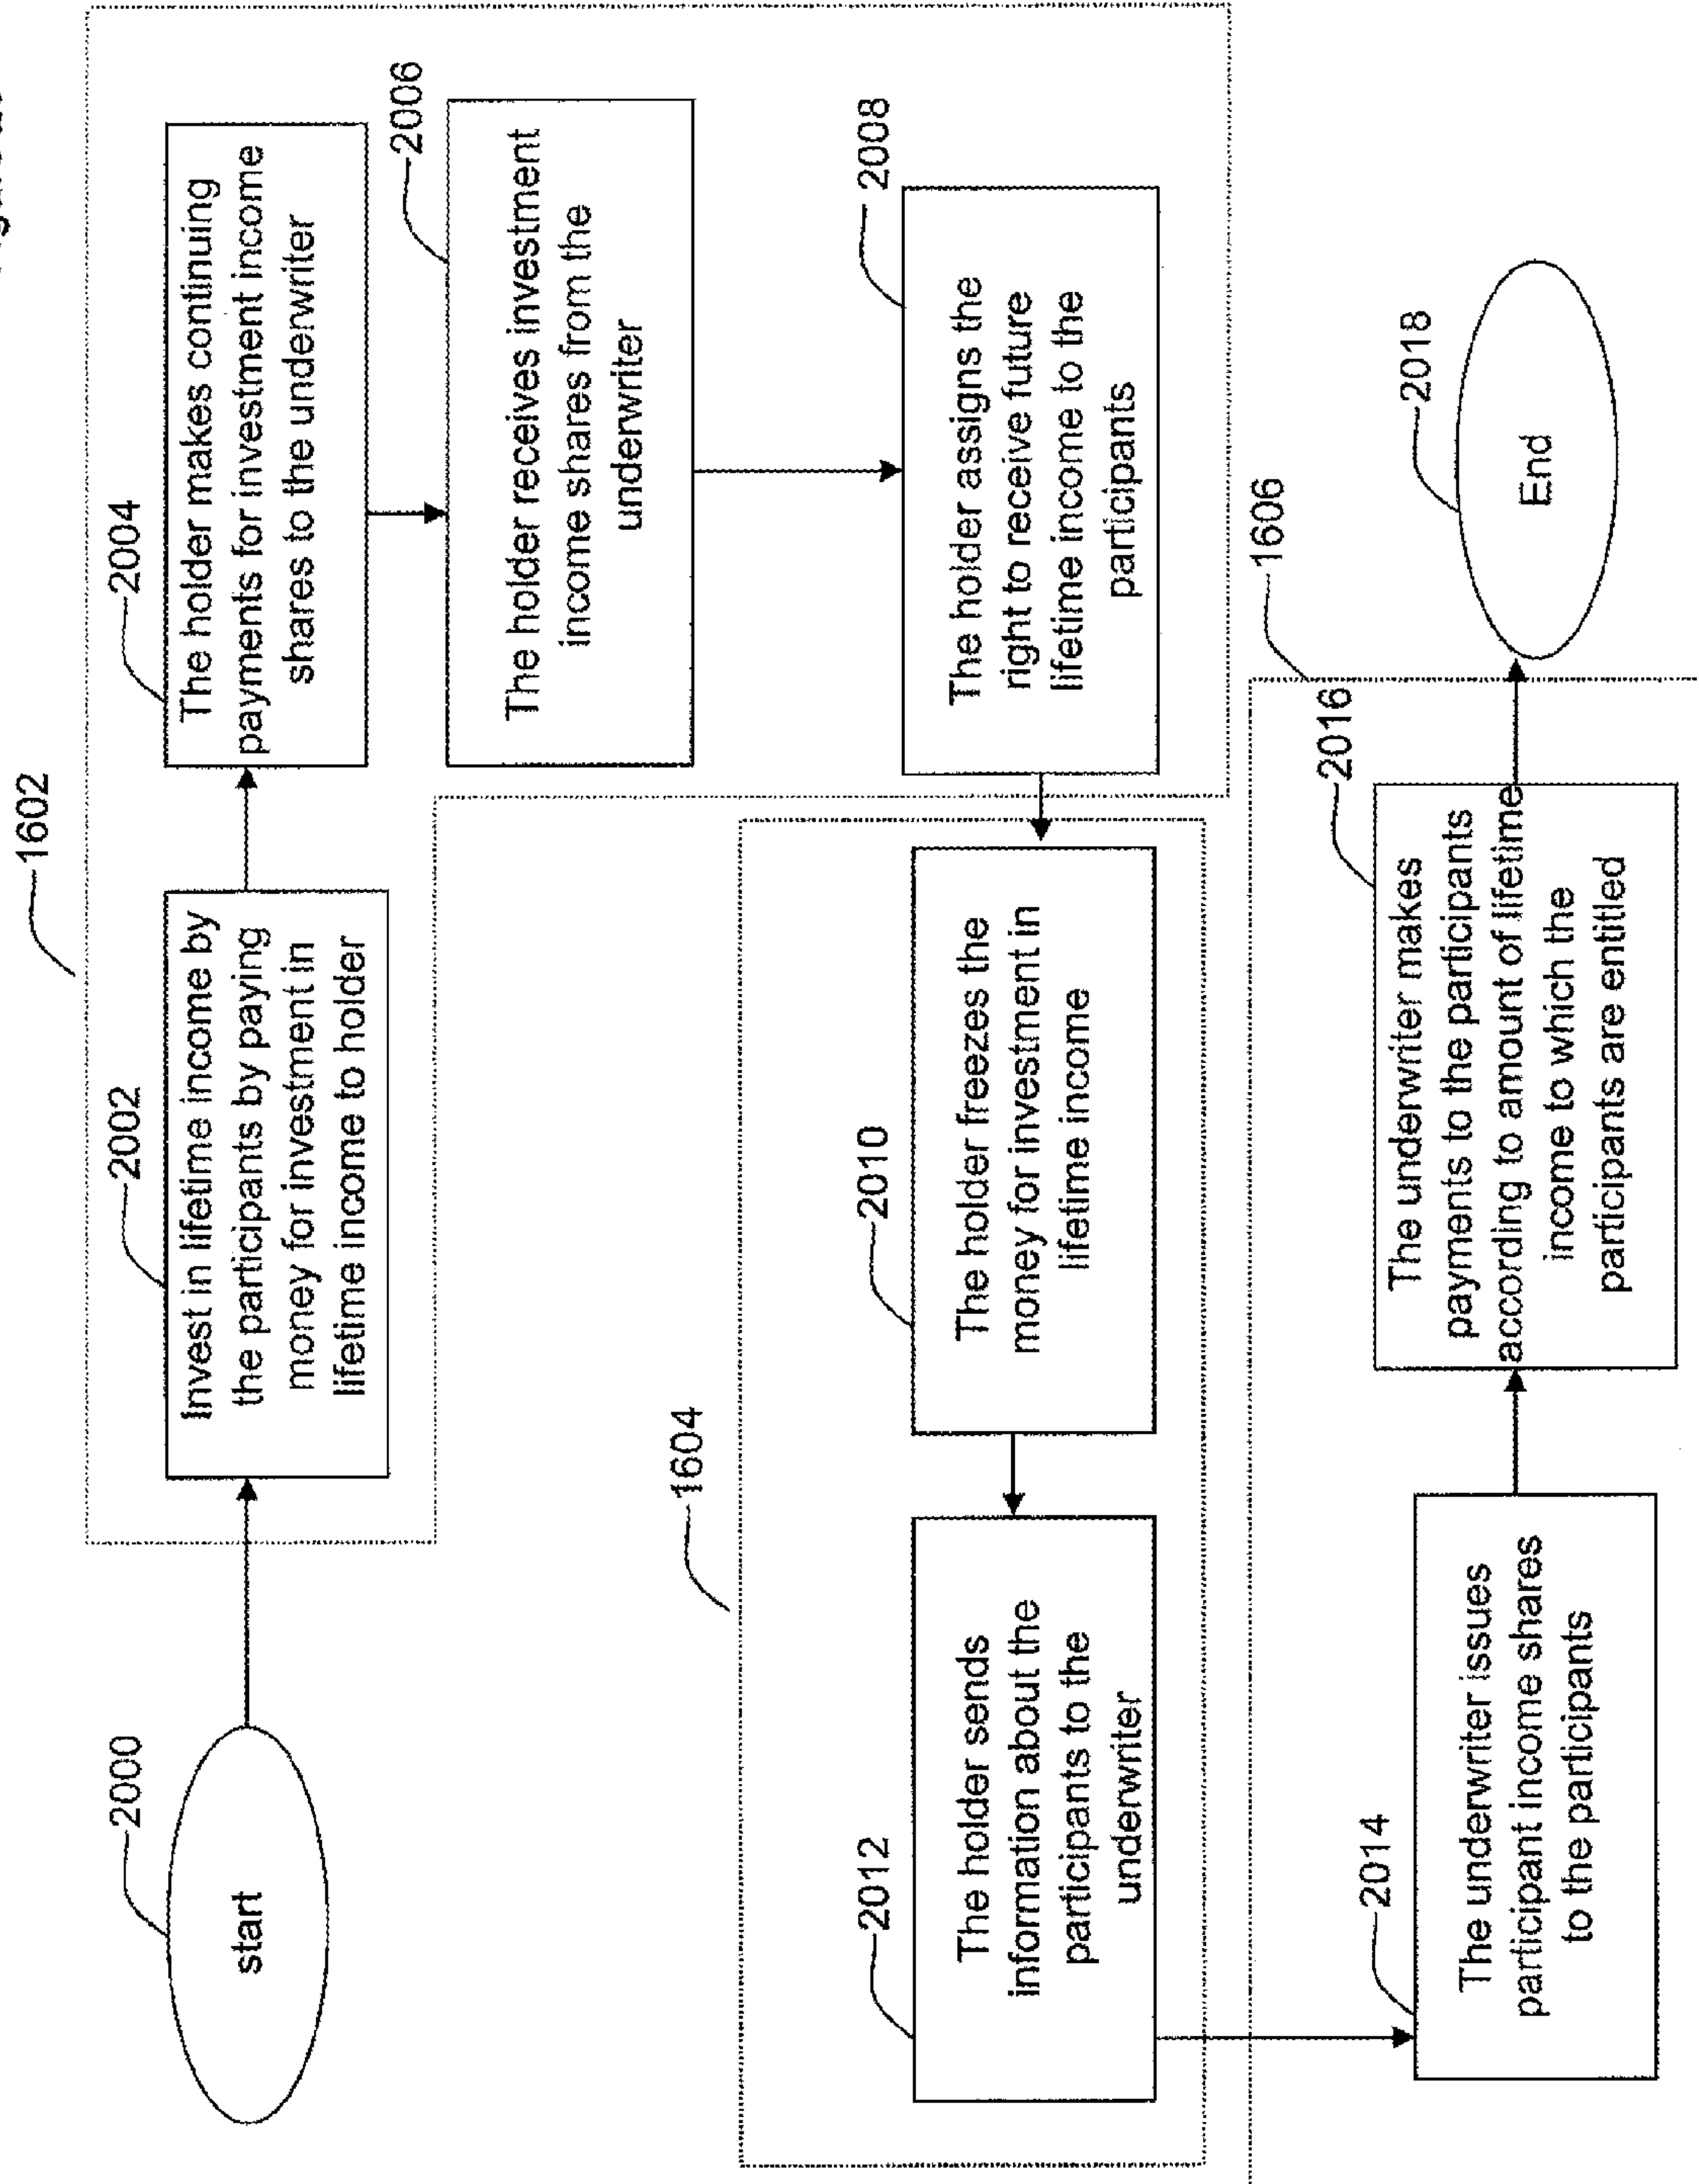 1602
2000
start
2002
Invest in lifetime income by
the participants by paying
money for investment in
lifetime income to holder
2004
The holder makes continuing
payments for investment income
shares to the underwriter
2006
The holder receives investment
income shares from the
underwriter
2008
The holder assigns the
right to receive future
lifetime income to the
participants
1604
2010
The holder freezes the
money for investment in
lifetime income
2012
The holder sends
information about the
participants to the
underwriter
1606
2014
The underwriter issues
participant income shares
to the participants
2016
The underwriter makes
payments to the participants
according to amount of lifetime
income to which the
participants are entitled
2018
End